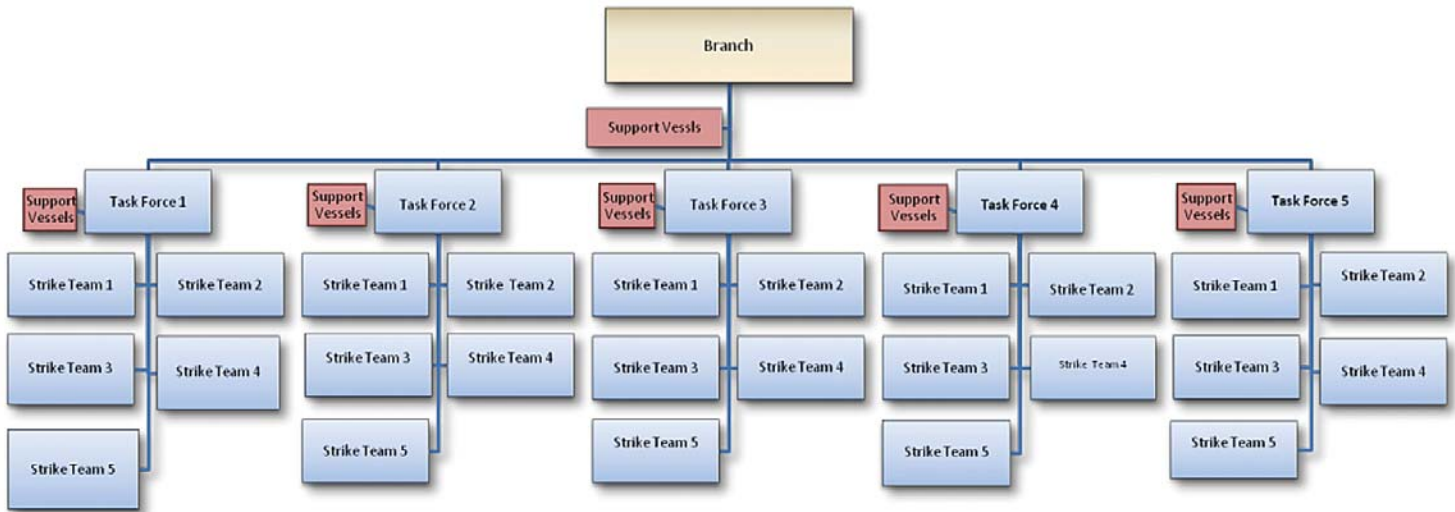 Branch
Support Vessls
Support
Vessels
Task Force 1
Support
Vessels
Task Force 2
Support
Vessels
Task Force 3
Support
Vessels
Task Force 4
Support
Vessels
Task Force 5
Strike Team 1
Strike Team 2
Strike Team 1
Strike Team 2
Strike Team 1
Strike Team 2
Strike Team 1
Strike Team 2
Strike Team 1
Strike Team 2
Strike Team 3
Strike Team 4
Strike Team 3
Strike Team 4
Strike Team 3
Strike Team 4
Strike Team 3
Strike Team 4
Strike Team 3
Strike Team 4
Strike Team 5
Strike Team 5
Strike Team 5
Strike Team 5
Strike Team 5